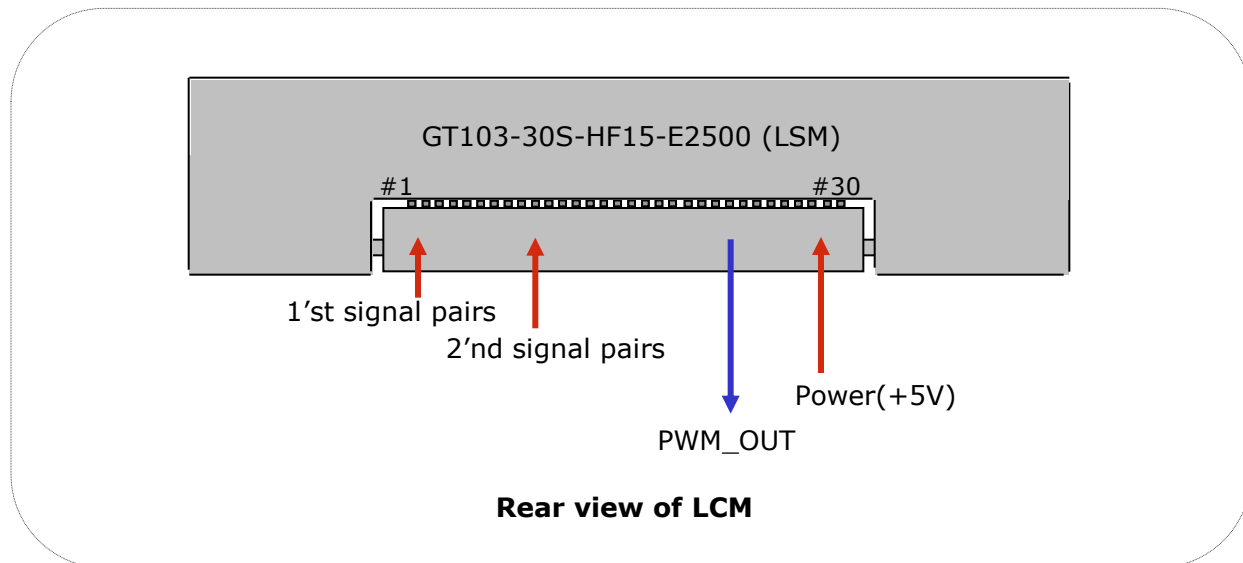 GT103-30S-HF15-E2500 (LSM)
#1
#30
1’st signal pairs
2’nd signal pairs
Power(+5V)
PWM_OUT
Rear view of LCM